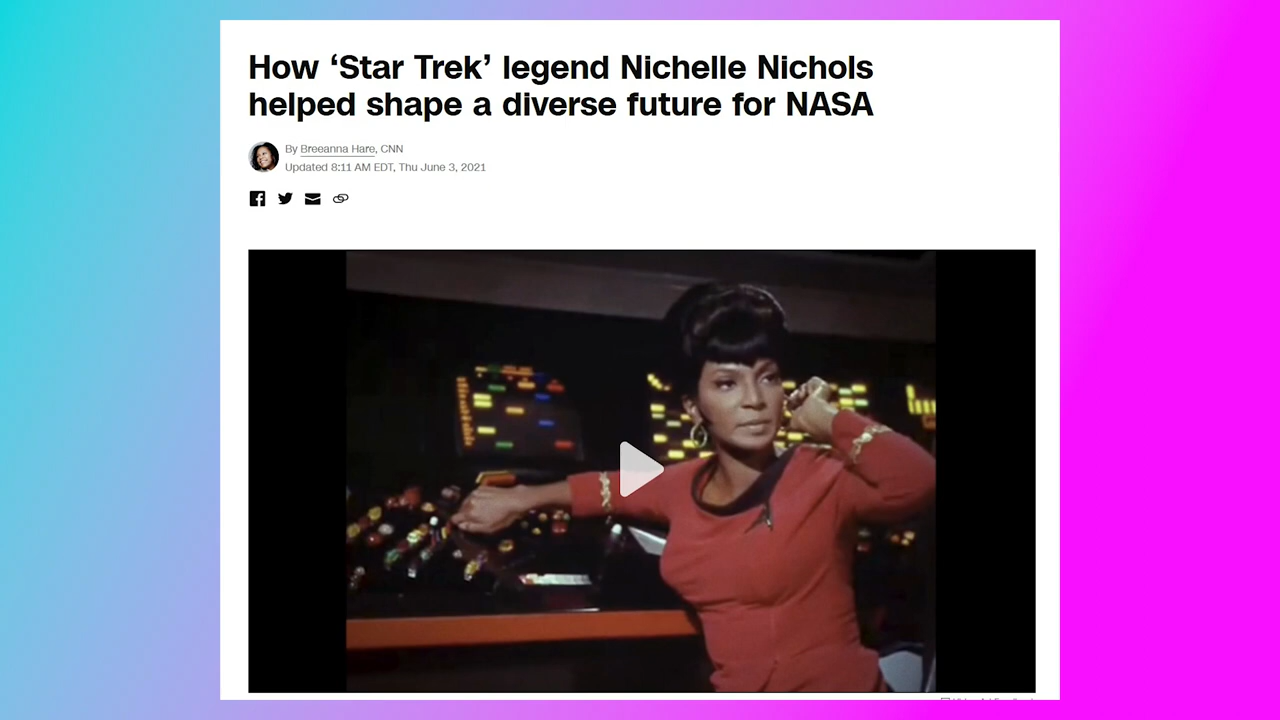 How ‘Star Trek’ legend Nichelle Nichols
helped shape a diverse future for NASA
By Breeanna Hare, CNN
Updated 8:11 AM EDT, Thu June 3, 2021